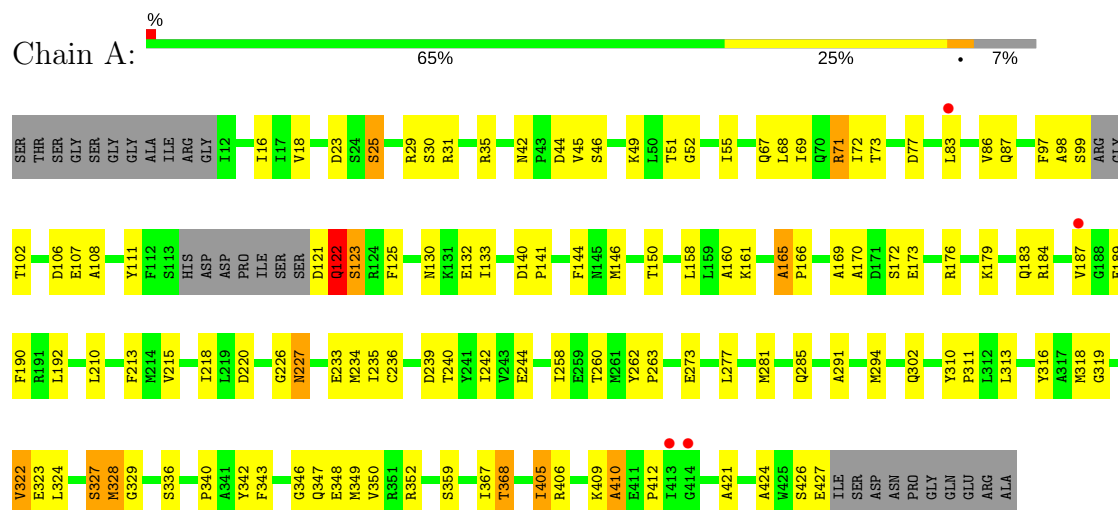 %
Chain A:
65% 25% • 7%
SER THR SER GLY SER GLY GLY ALA ILE ARG GLY I12 I16 I17 V18 D23 S24 S25 R29 S30 R31 R35 N42 P43 D44 V45 S46 K49 L50 T51 G52 I55 Q67 L68 I69 Q70 R71 I72 T73 D77 L83 V86 Q87 F97 A98 S99 ARG GLY
T102 D106 E107 A108 Y111 F112 S113 HIS ASP ASP PRO ILE SER SER D121 Q122 S123 R124 F125 N130 K131 E132 I133 D140 P141 F144 N145 M146 T150 L158 L159 A160 K161 A165 P166 A169 A170 D171 S172 E173 R176 K179 Q183 R184 V187 G188 E189
F190 R191 L192 L210 F213 M214 V215 I218 L219 D220 G226 N227 E233 M234 I235 C236 D239 T240 Y241 I242 V243 E244 I258 E259 T260 M261 Y262 P263 E273 L277 M281 Q285 A291 M294 Q302 Y310 P311 L312 L313 Y316 A317 M318 G319
V322 E323 L324 S327 M328 G329 S336 P340 A341 Y342 F343 G346 Q347 E348 M349 V350 R351 R352 S359 I367 T368 I405 R406 K409 A410 E411 P412 I413 G414 A421 A424 W425 S426 E427 ILE SER ASP ASN PRO GLY GLN GLU ARG ALA